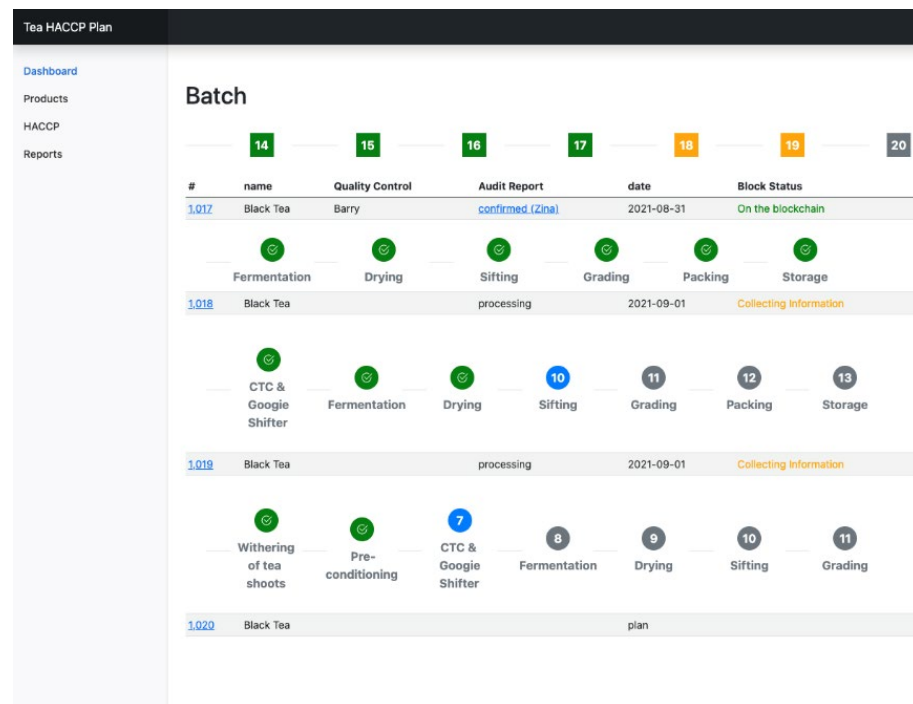 Tea HACCP Plan
Dashboard
Products
HACCP
Reports
Batch
14 15 16 17 18 19 20
# name Quality Control Audit Report date Block Status
1.017 Black Tea Barry confirmed (Zina) 2021-08-31 On the blockchain
Fermentation Drying Sifting Grading Packing Storage
1.018 Black Tea processing 2021-09-01 Collecting Information
10 11 12 13
CTC &
Googie Fermentation Drying Sifting Grading Packing Storage
Shifter
1.019 Black Tea processing 2021-09-01 Collecting Information
7 8 9 10 11
Withering Pre- CTC &
of tea conditioning Googie Fermentation Drying Sifting Grading
shoots Shifter
1.020 Black Tea plan